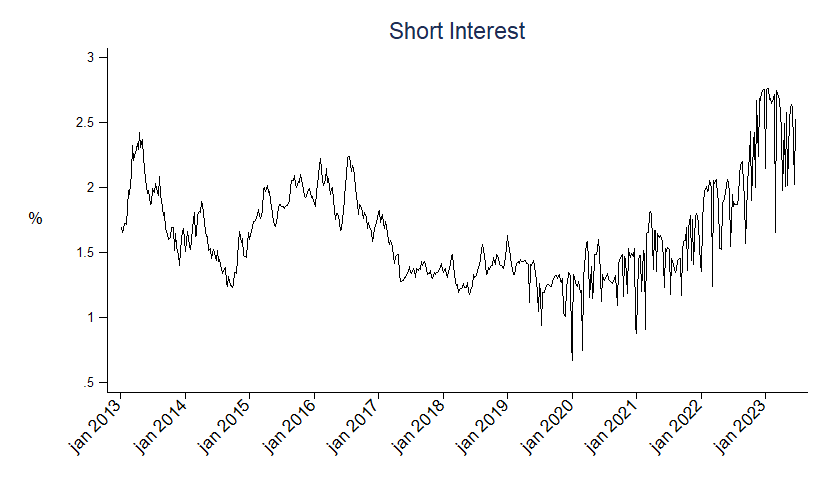 Short Interest
3
2.5
2
%
1.5
1
.5
jan 2013
jan 2014
jan 2015
jan 2016
jan 2017
jan 2018
jan 2019
jan 2020
jan 2021
jan 2022
jan 2023